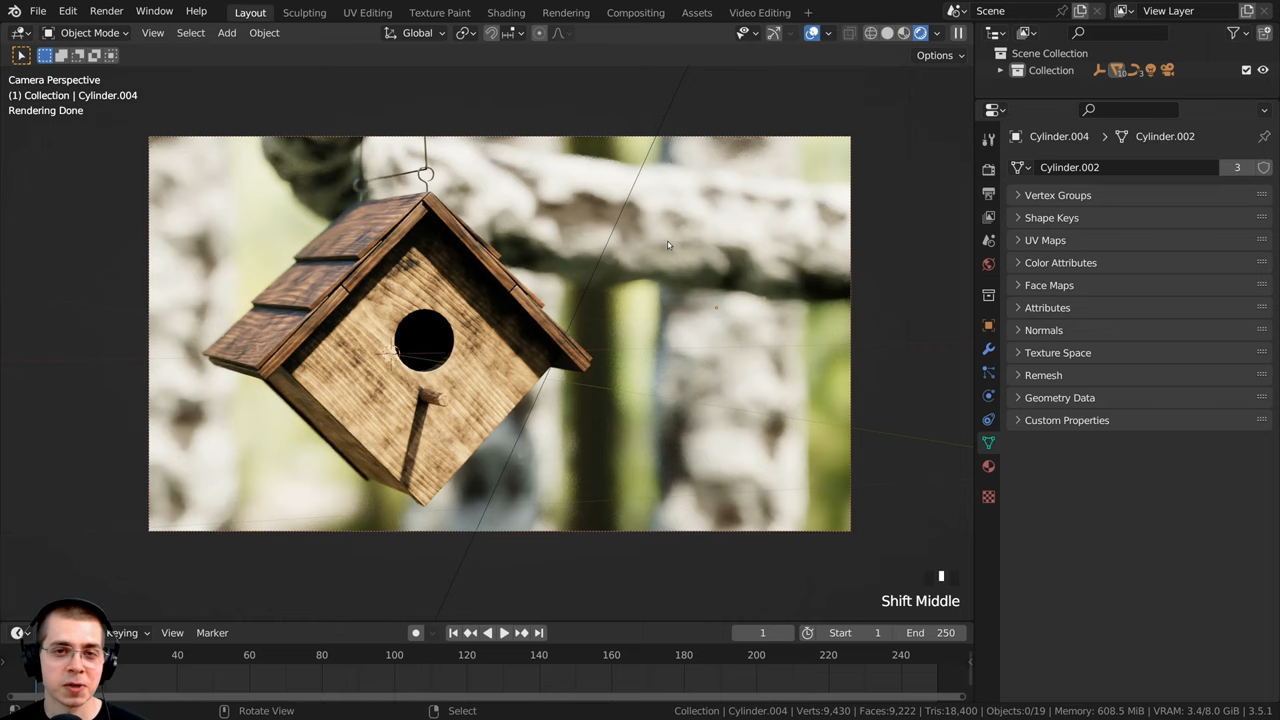 File Edit Render Window Help Layout Sculpting UV Editing Texture Paint Shading Rendering Compositing Assets Video Editing + Scene View Layer
Object Mode View Select Add Object Global
Options
Scene Collection
Collection 10 3
Camera Perspective
(1) Collection | Cylinder.004
Rendering Done
Cylinder.004 > Cylinder.002
Cylinder.002 3
Vertex Groups
Shape Keys
UV Maps
Color Attributes
Face Maps
Attributes
Normals
Texture Space
Remesh
Geometry Data
Custom Properties
Shift Middle
Keying View Marker 1 Start 1 End 250
40 60 80 100 120 140 160 180 200 220 240
Rotate View Select Collection | Cylinder.004 | Verts:9,430 | Faces:9,222 | Tris:18,400 | Objects:0/19 | Memory: 608.5 MiB | VRAM: 3.4/8.0 GiB | 3.5.1